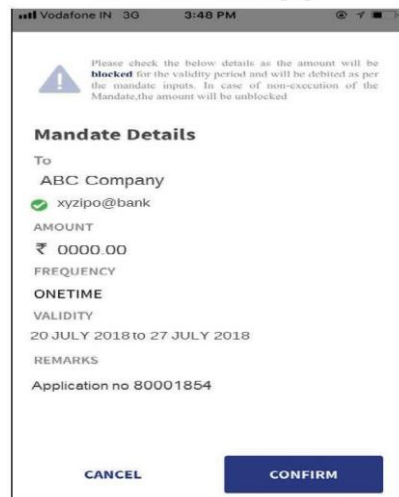 Vodafone IN 3G 3:48 PM
Please check the below details as the amount will be
blocked for the validity period and will be debited as per
the mandate inputs. In case of non-execution of the
Mandate,the amount will be unblocked
Mandate Details
To
ABC Company
xyzipo@bank
AMOUNT
₹ 0000.00
FREQUENCY
ONETIME
VALIDITY
20 JULY 2018 to 27 JULY 2018
REMARKS
Application no 80001854
CANCEL CONFIRM